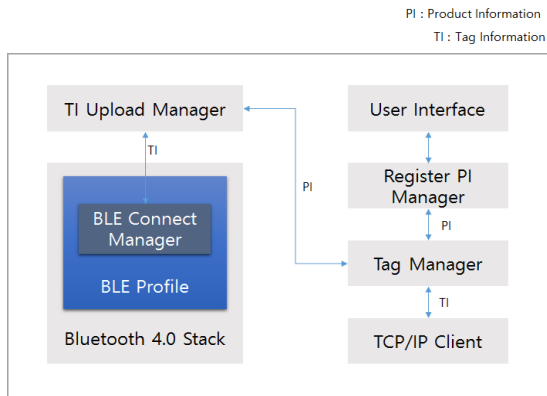 PI : Product Information
TI : Tag Information
TI Upload Manager
TI
BLE Connect
Manager
BLE Profile
Bluetooth 4.0 Stack
PI
User Interface
Register PI
Manager
PI
Tag Manager
TI
TCP/IP Client